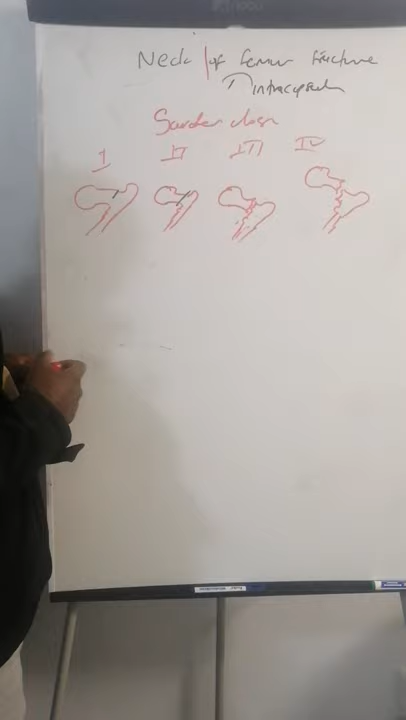 Neck of femur fracture
intracapsular
Garden class
I II III IV